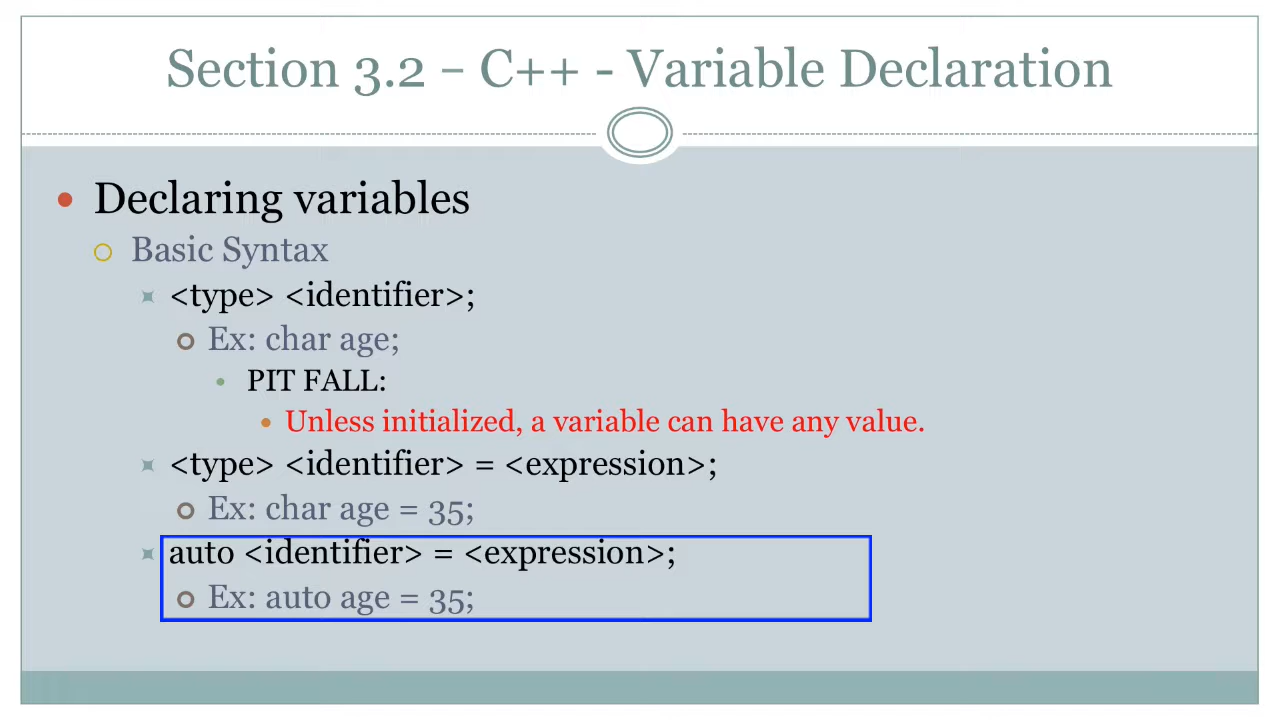 Section 3.2 – C++ - Variable Declaration
Declaring variables
Basic Syntax
<type> <identifier>;
Ex: char age;
PIT FALL:
Unless initialized, a variable can have any value.
<type> <identifier> = <expression>;
Ex: char age = 35;
auto <identifier> = <expression>;
Ex: auto age = 35;